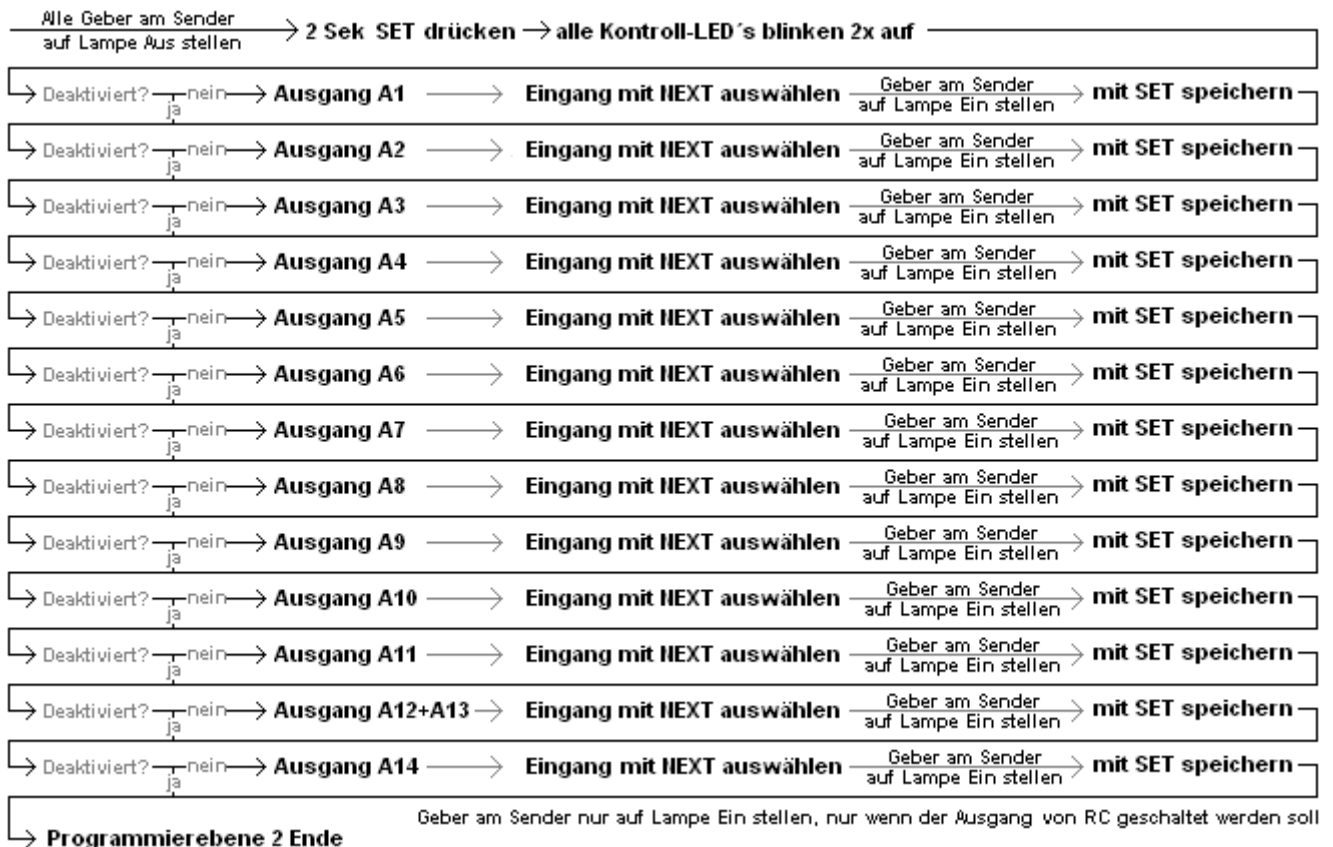 Alle Geber am Sender
auf Lampe Aus stellen
2 Sek SET drücken
alle Kontroll-LED´s blinken 2x auf
Deaktiviert? nein Ausgang A1 Eingang mit NEXT auswählen Geber am Sender mit SET speichern
ja auf Lampe Ein stellen
Deaktiviert? nein Ausgang A2 Eingang mit NEXT auswählen Geber am Sender mit SET speichern
ja auf Lampe Ein stellen
Deaktiviert? nein Ausgang A3 Eingang mit NEXT auswählen Geber am Sender mit SET speichern
ja auf Lampe Ein stellen
Deaktiviert? nein Ausgang A4 Eingang mit NEXT auswählen Geber am Sender mit SET speichern
ja auf Lampe Ein stellen
Deaktiviert? nein Ausgang A5 Eingang mit NEXT auswählen Geber am Sender mit SET speichern
ja auf Lampe Ein stellen
Deaktiviert? nein Ausgang A6 Eingang mit NEXT auswählen Geber am Sender mit SET speichern
ja auf Lampe Ein stellen
Deaktiviert? nein Ausgang A7 Eingang mit NEXT auswählen Geber am Sender mit SET speichern
ja auf Lampe Ein stellen
Deaktiviert? nein Ausgang A8 Eingang mit NEXT auswählen Geber am Sender mit SET speichern
ja auf Lampe Ein stellen
Deaktiviert? nein Ausgang A9 Eingang mit NEXT auswählen Geber am Sender mit SET speichern
ja auf Lampe Ein stellen
Deaktiviert? nein Ausgang A10 Eingang mit NEXT auswählen Geber am Sender mit SET speichern
ja auf Lampe Ein stellen
Deaktiviert? nein Ausgang A11 Eingang mit NEXT auswählen Geber am Sender mit SET speichern
ja auf Lampe Ein stellen
Deaktiviert? nein Ausgang A12+A13 Eingang mit NEXT auswählen Geber am Sender mit SET speichern
ja auf Lampe Ein stellen
Deaktiviert? nein Ausgang A14 Eingang mit NEXT auswählen Geber am Sender mit SET speichern
ja auf Lampe Ein stellen
Geber am Sender nur auf Lampe Ein stellen, nur wenn der Ausgang von RC geschaltet werden soll
Programmierebene 2 Ende